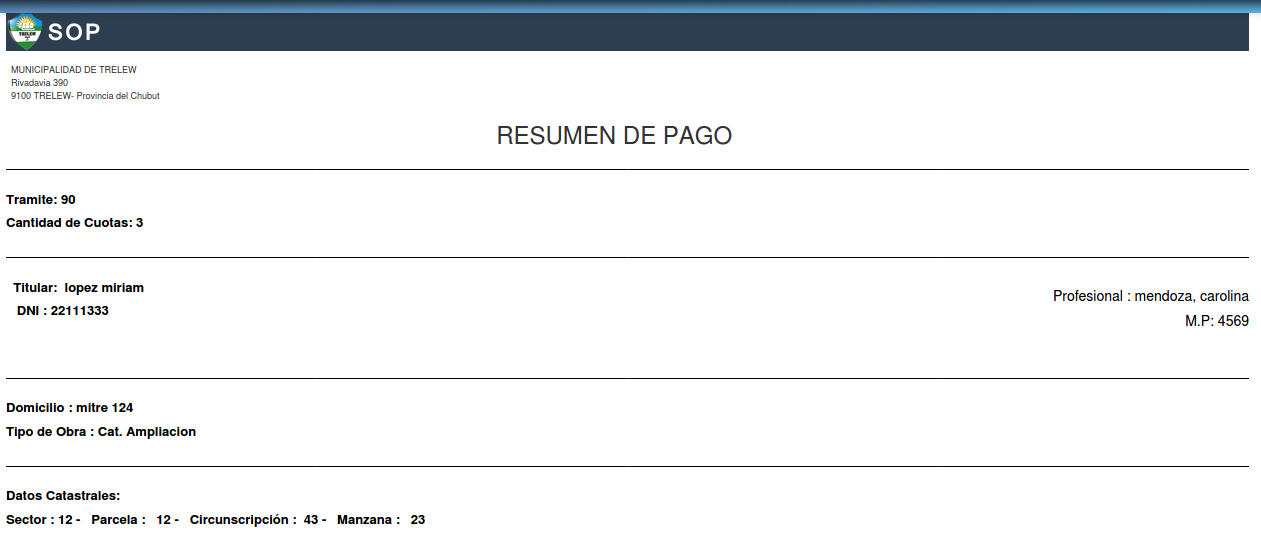 TRELEW
SOP
MUNICIPALIDAD DE TRELEW
Rivadavia 390
9100 TRELEW- Provincia del Chubut
RESUMEN DE PAGO
Tramite: 90
Cantidad de Cuotas: 3
Titular: lopez miriam
DNI : 22111333
Profesional : mendoza, carolina
M.P: 4569
Domicilio : mitre 124
Tipo de Obra : Cat. Ampliacion
Datos Catastrales:
Sector : 12 - Parcela : 12 - Circunscripción : 43 - Manzana : 23